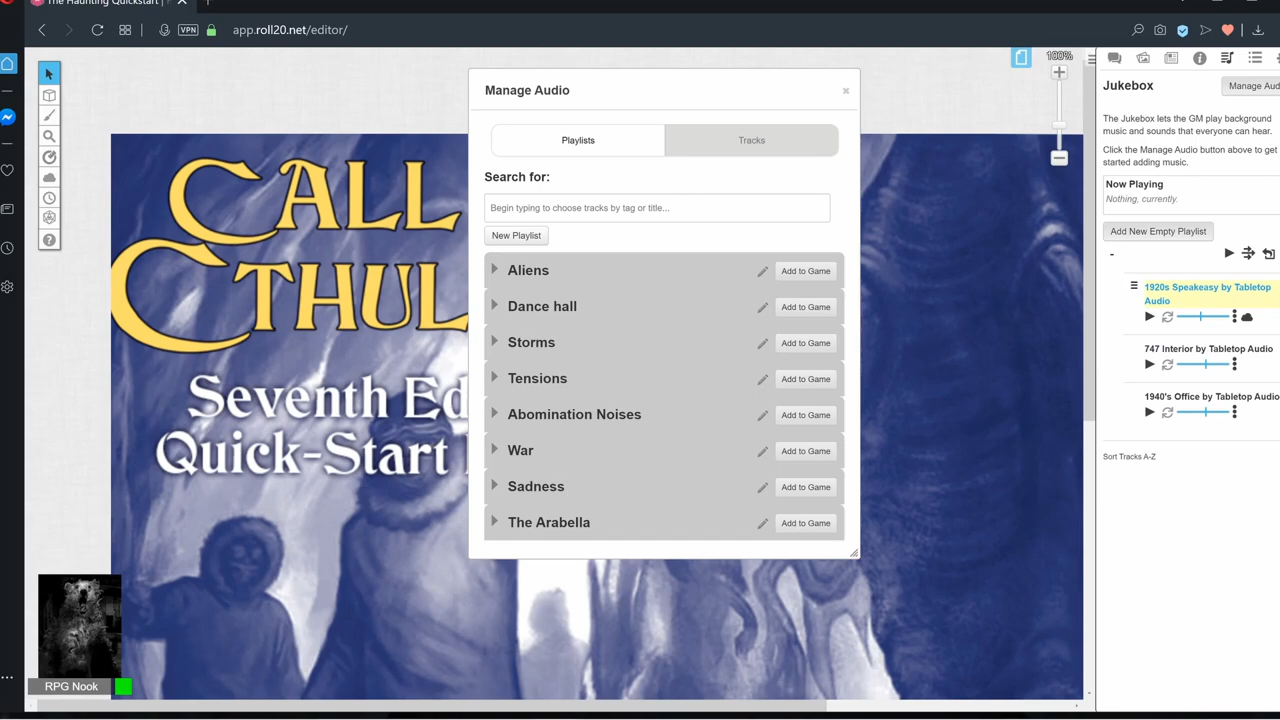 The Haunting Quickstart |
VPN
app.roll20.net/editor/
Manage Audio
Playlists
Tracks
Search for:
Begin typing to choose tracks by tag or title...
New Playlist
Aliens
Add to Game
Dance hall
Add to Game
Storms
Add to Game
Tensions
Add to Game
Abomination Noises
Add to Game
War
Add to Game
Sadness
Add to Game
The Arabella
Add to Game
CALL
CTHUL
Seventh Ed
Quick-Start
RPG Nook
100%
Jukebox
Manage Aud
The Jukebox lets the GM play background
music and sounds that everyone can hear.
Click the Manage Audio button above to get
started adding music.
Now Playing
Nothing, currently.
Add New Empty Playlist
-
1920s Speakeasy by Tabletop
Audio
747 Interior by Tabletop Audio
1940's Office by Tabletop Audio
Sort Tracks A-Z